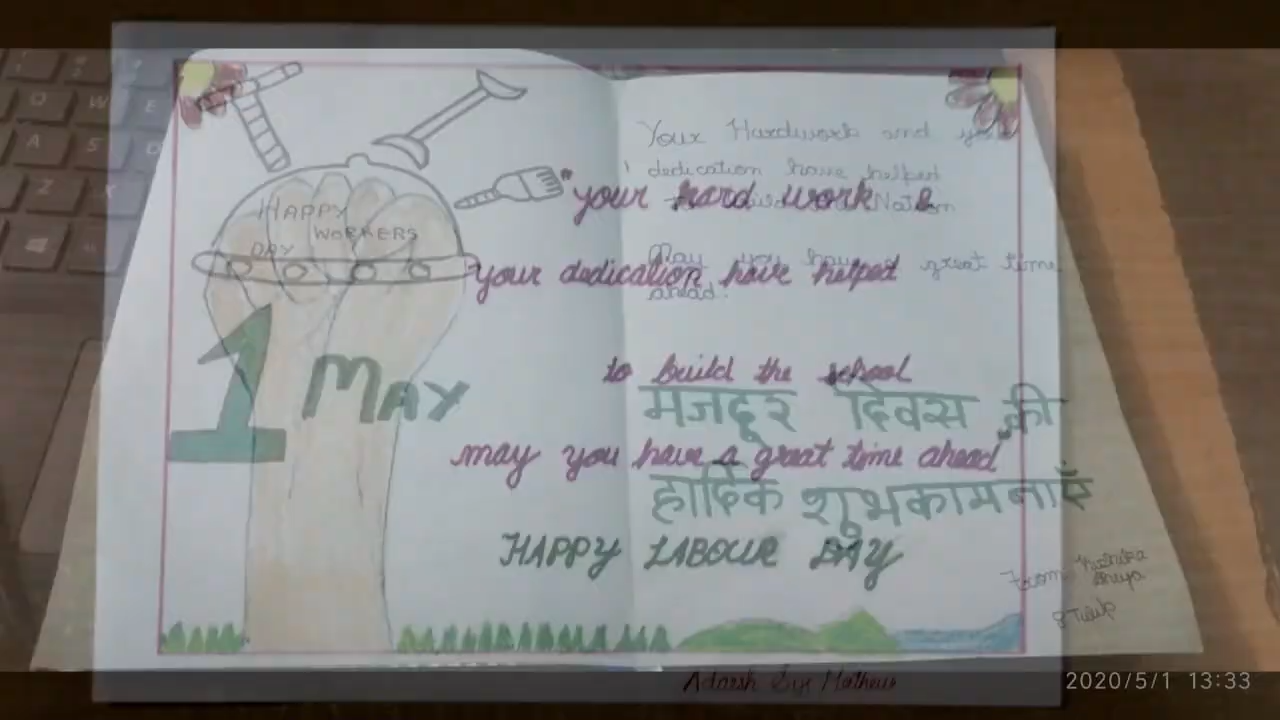 HAPPY
WORKERS
DAY
1
MAY
Your Hardwork and your
dedication have helped
Nation
May you have a great time
ahead.
"your hard work &
your dedication have helped
to build the school
may you have a great time ahead"
HAPPY LABOUR DAY
मजदूर दिवस की
हार्दिक शुभकामनाएँ
From
Adarsh
2020/5/1 13:33